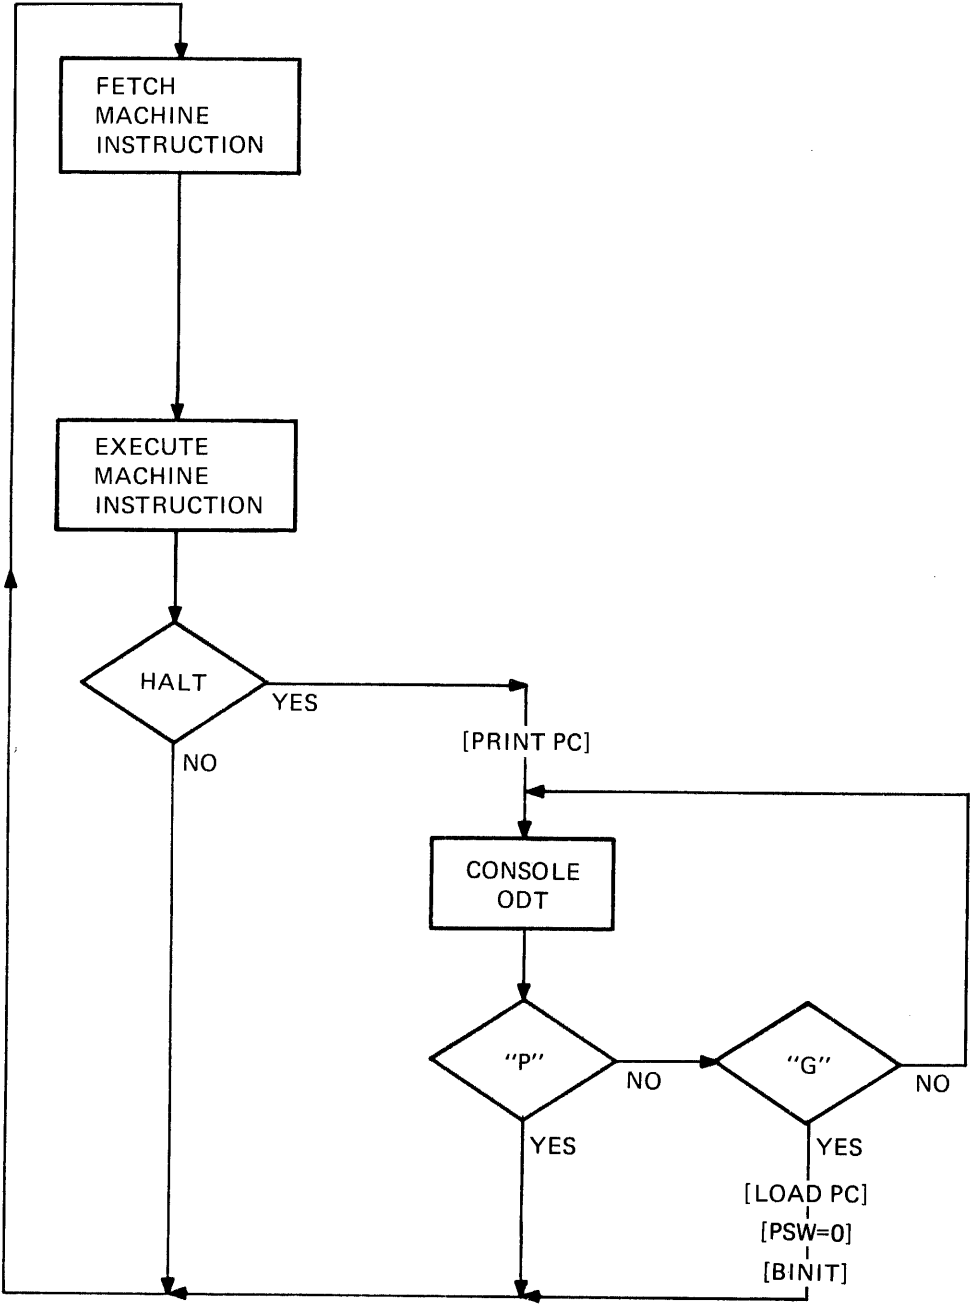 FETCH
MACHINE
INSTRUCTION
EXECUTE
MACHINE
INSTRUCTION
HALT
YES
NO
[PRINT PC]
CONSOLE
ODT
"P"
NO
YES
"G"
NO
YES
[LOAD PC]
[PSW=0]
[BINIT]